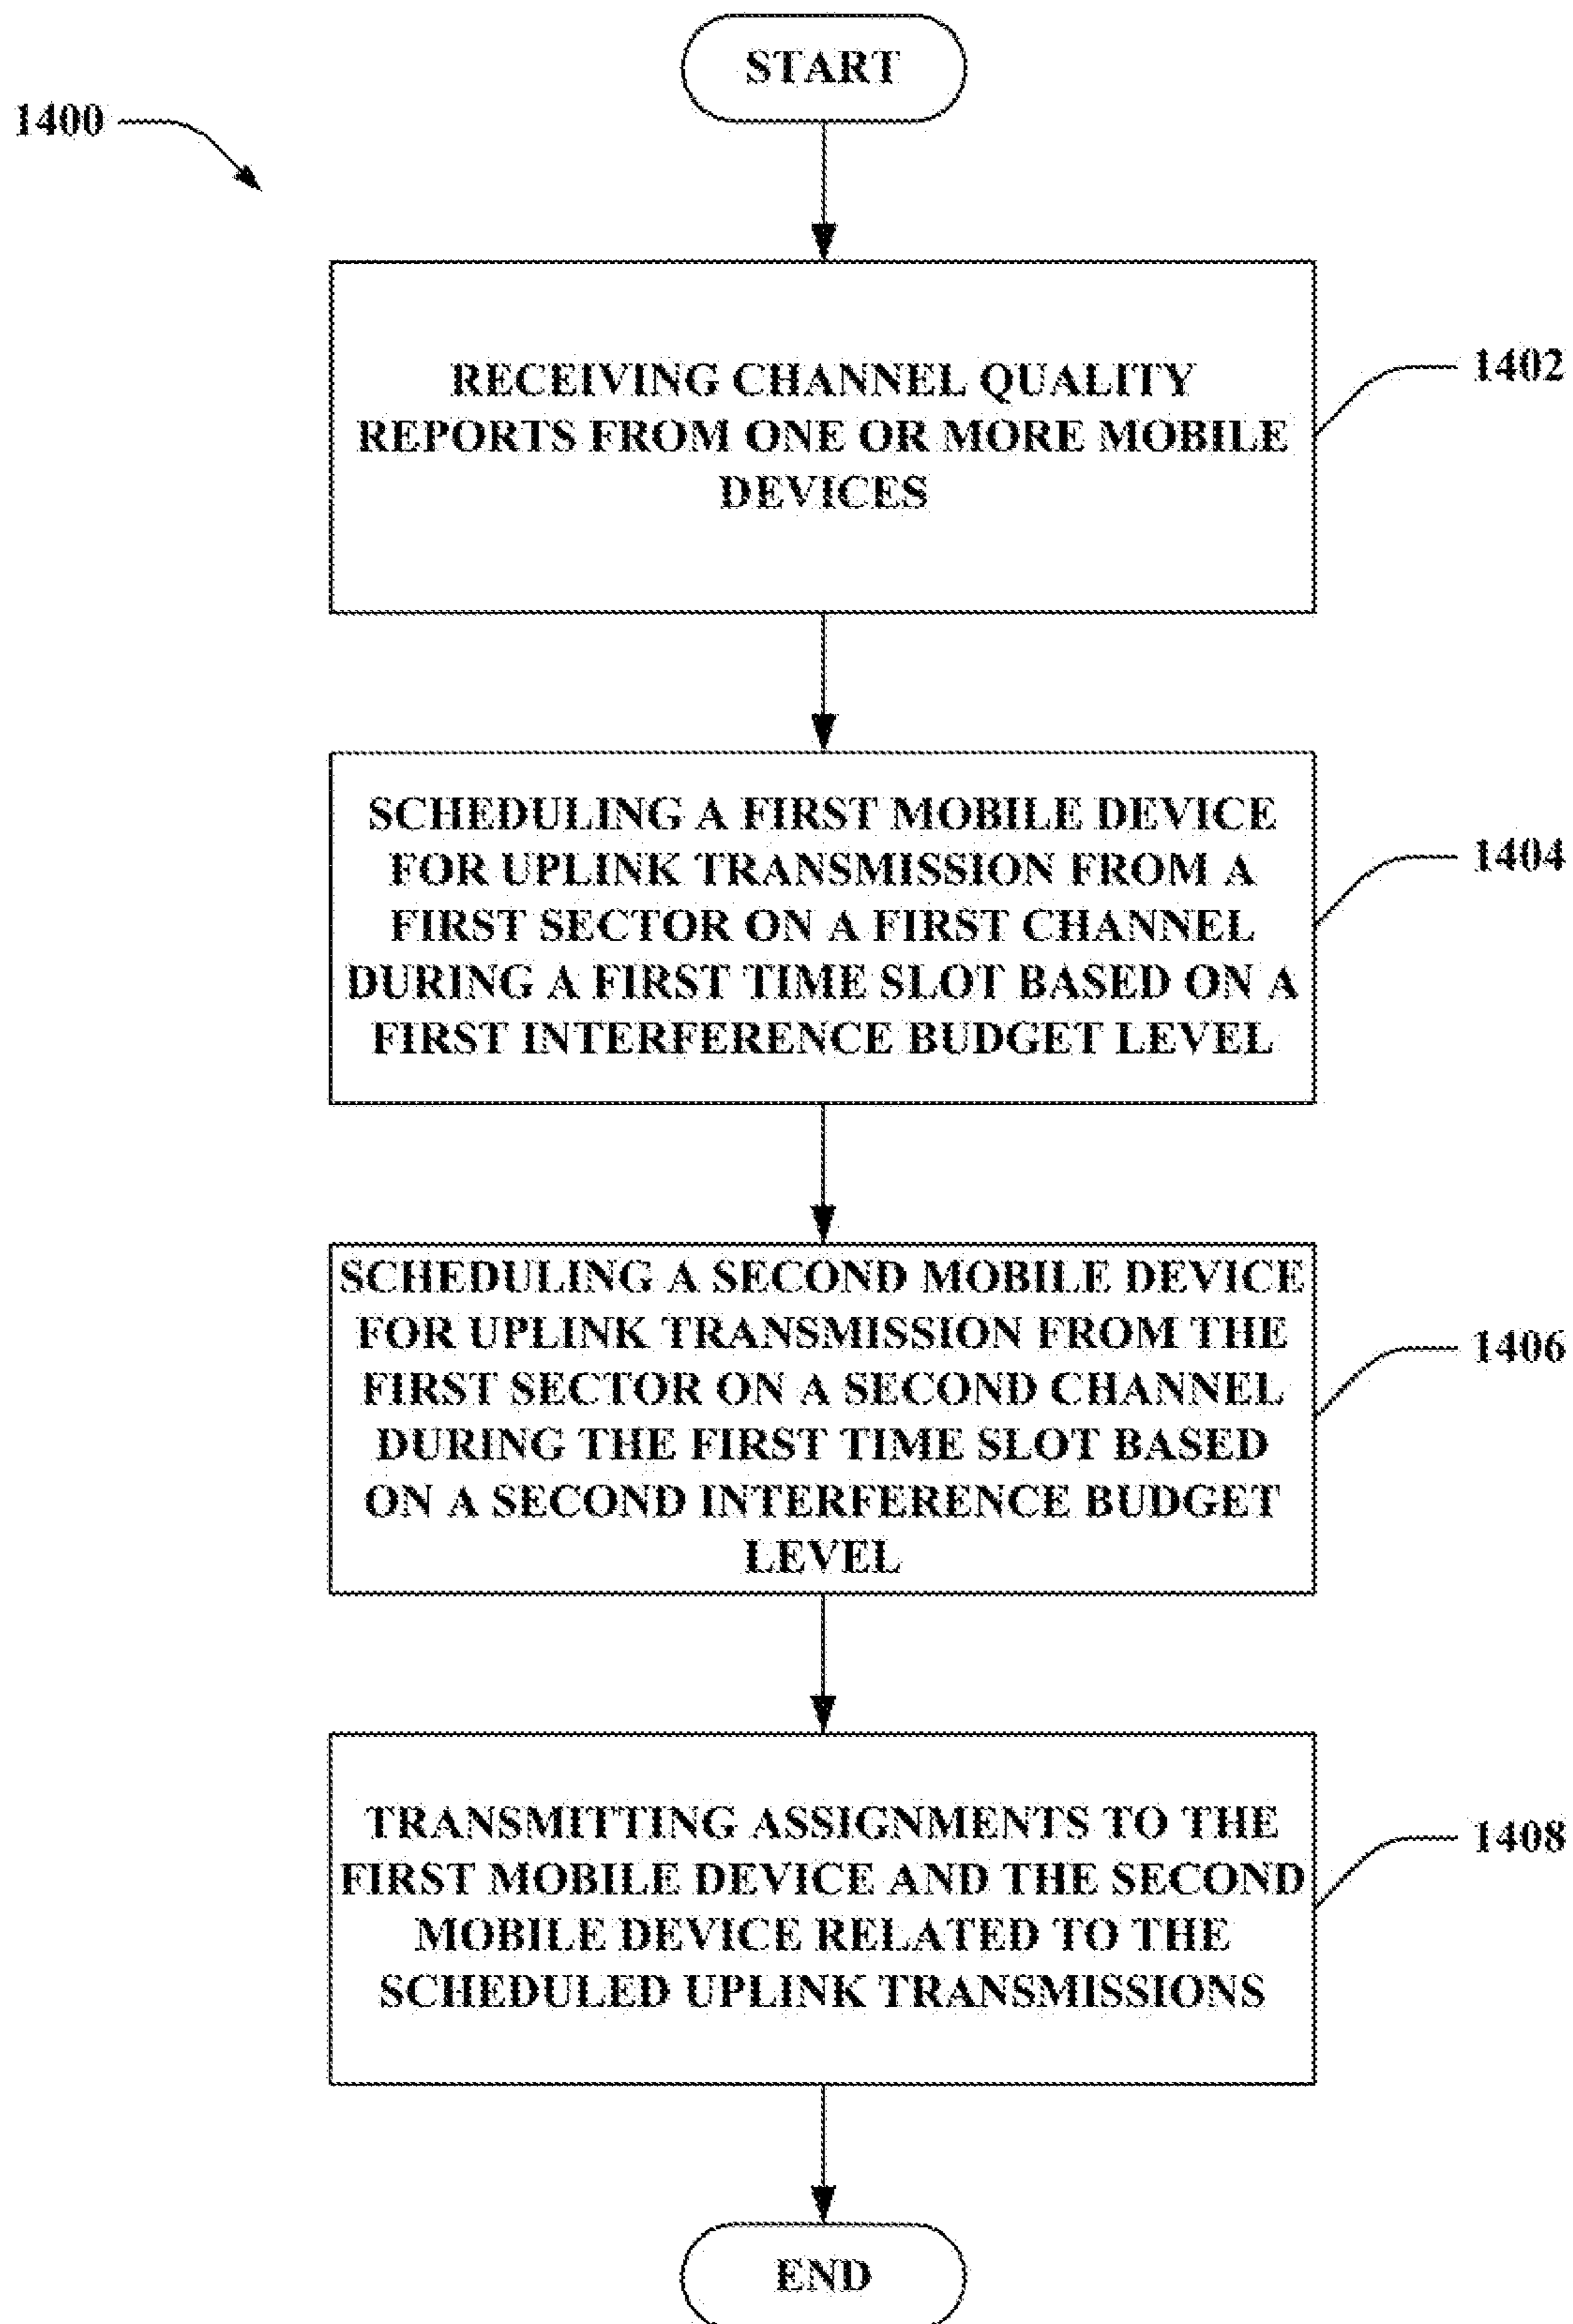 START
1400
RECEIVING CHANNEL QUALITY
REPORTS FROM ONE OR MORE MOBILE
DEVICES
1402
SCHEDULING A FIRST MOBILE DEVICE
FOR UPLINK TRANSMISSION FROM A
FIRST SECTOR ON A FIRST CHANNEL
DURING A FIRST TIME SLOT BASED ON A
FIRST INTERFERENCE BUDGET LEVEL
1404
SCHEDULING A SECOND MOBILE DEVICE
FOR UPLINK TRANSMISSION FROM THE
FIRST SECTOR ON A SECOND CHANNEL
DURING THE FIRST TIME SLOT BASED
ON A SECOND INTERFERENCE BUDGET
LEVEL
1406
TRANSMITTING ASSIGNMENTS TO THE
FIRST MOBILE DEVICE AND THE SECOND
MOBILE DEVICE RELATED TO THE
SCHEDULED UPLINK TRANSMISSIONS
1408
END